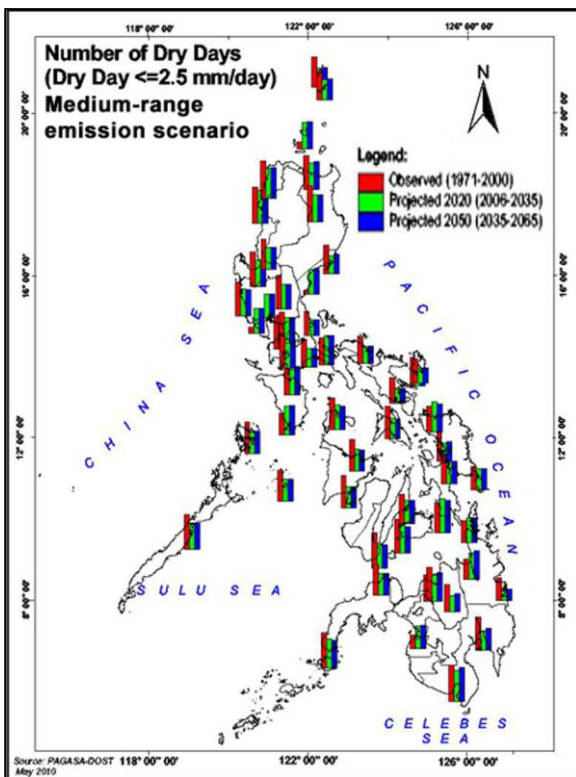 118° 00' 00" 122° 00' 00" 126° 00' 00"
Number of Dry Days
(Dry Day <=2.5 mm/day)
Medium-range
emission scenario
N
20° 00' 00" 20° 00' 00"
Legend:
Observed (1971-2000)
Projected 2020 (2006-2035)
Projected 2050 (2035-2065)
16° 00' 00" 16° 00' 00"
CHINA SEA
PACIFIC OCEAN
12° 00' 00" 12° 00' 00"
SULU SEA
8° 00' 00" 8° 00' 00"
CELEBES
SEA
Source: PAGASA-DOST
May 2010
118° 00' 00" 122° 00' 00" 126° 00' 00"